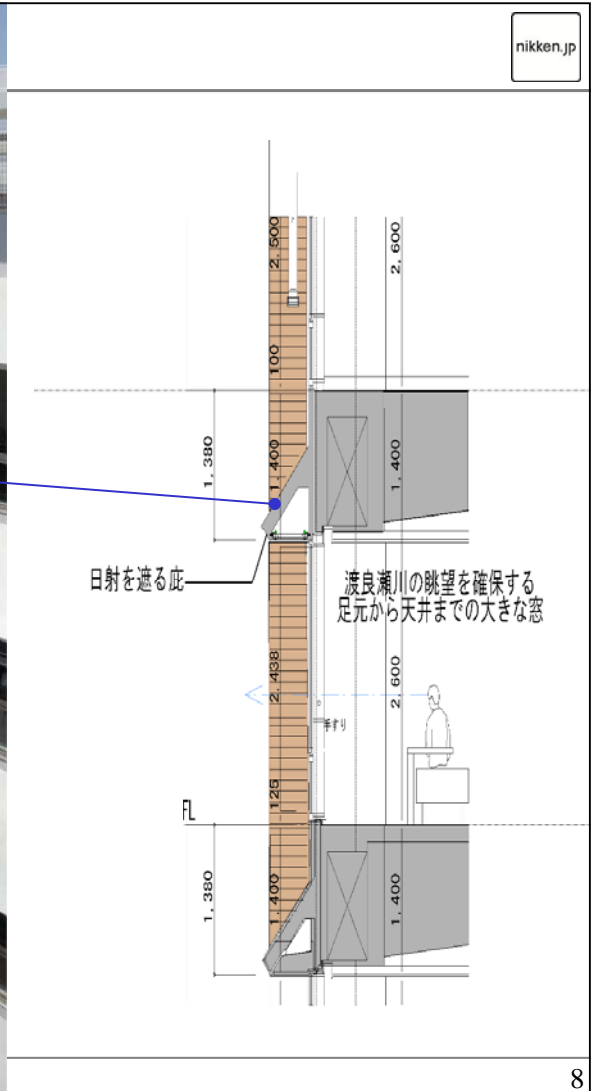 nikken.jp
2,500
2,600
100
1,380
1,400
1,400
日射を遮る庇
渡良瀬川の眺望を確保する
足元から天井までの大きな窓
2,438
2,600
手すり
125
FL
1,380
1,400
1,400
8